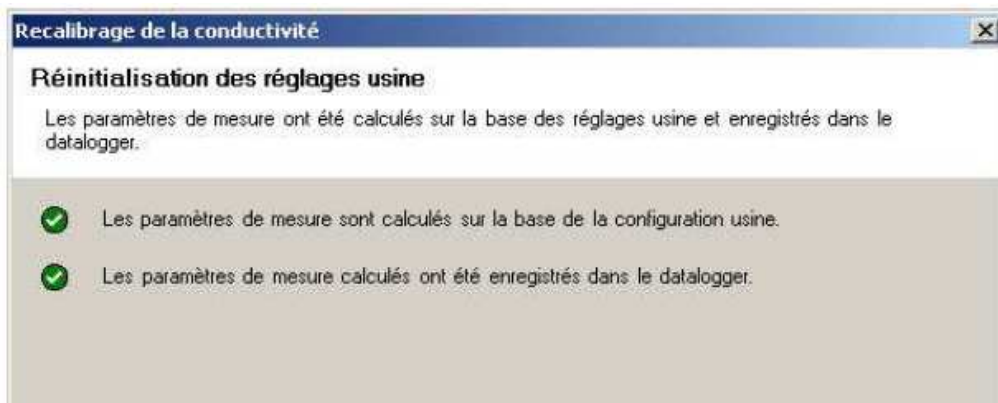 Recalibrage de la conductivité
Réinitialisation des réglages usine
Les paramètres de mesure ont été calculés sur la base des réglages usine et enregistrés dans le
datalogger.
Les paramètres de mesure sont calculés sur la base de la configuration usine.
Les paramètres de mesure calculés ont été enregistrés dans le datalogger.